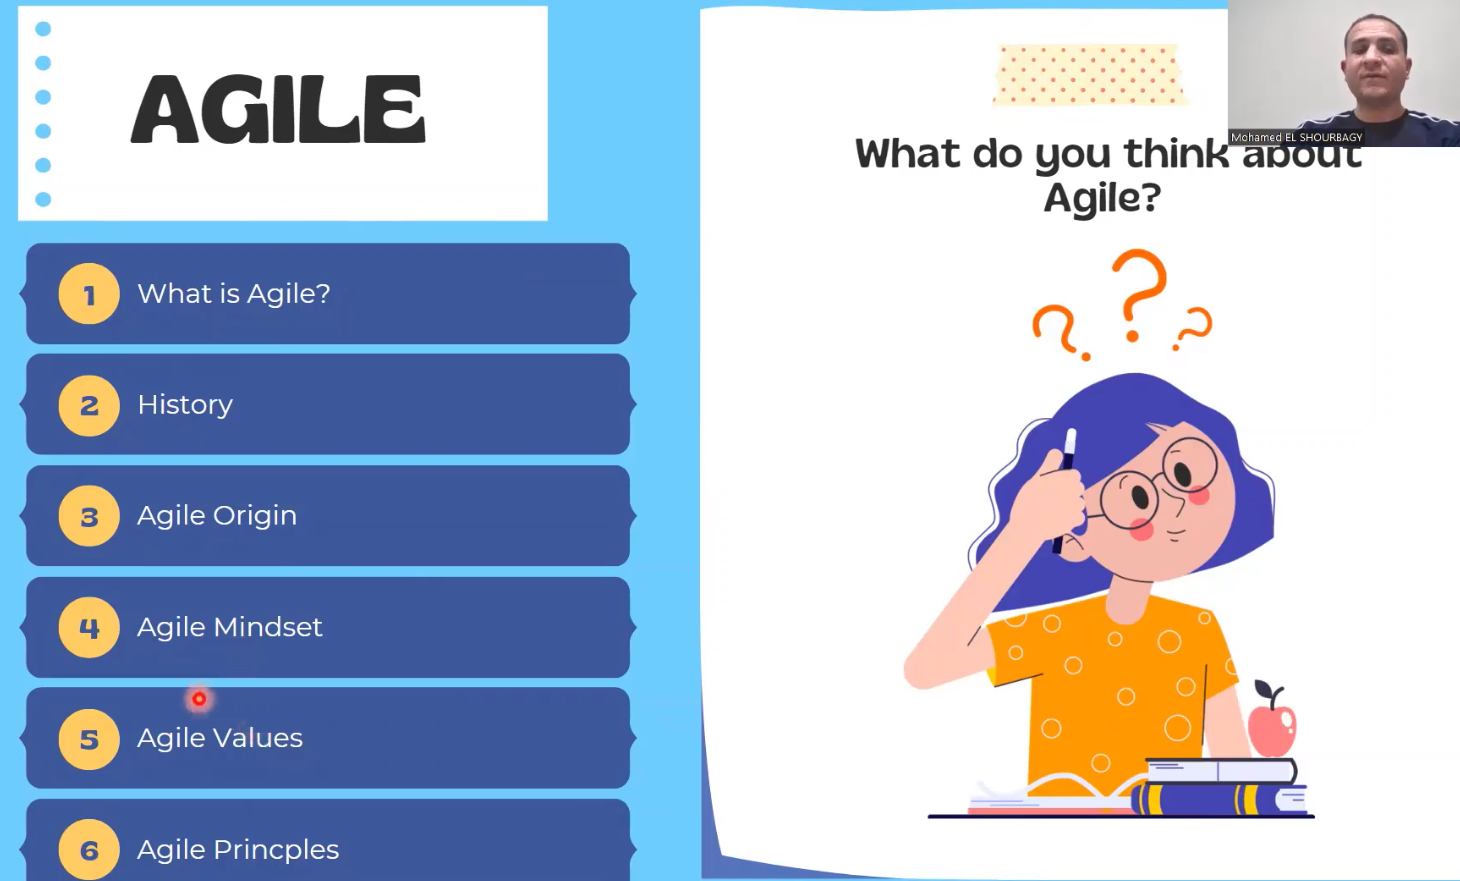 AGILE
1 What is Agile?
2 History
3 Agile Origin
4 Agile Mindset
5 Agile Values
6 Agile Princples
What do you think about
Agile?
Mohamed EL SHOURBAGY